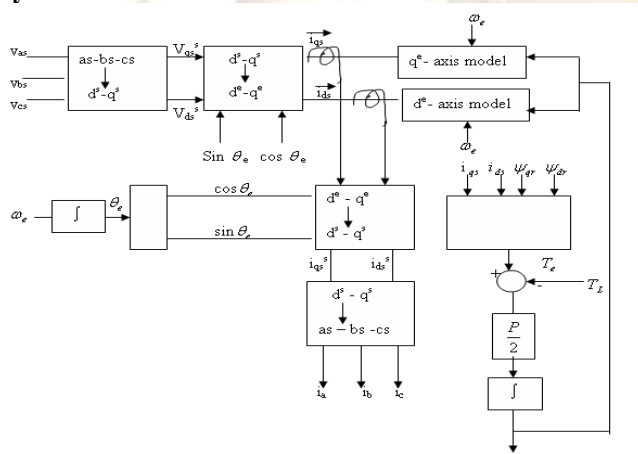 ω_e
v_as
v_bs
v_cs
as-bs-cs
d^s-q^s
V_qs^s
V_ds^s
d^s-q^s
d^e-q^e
i_qs
i_ds
q^e- axis model
d^e- axis model
ω_e
Sin θ_e cos θ_e
i_qs i_ds ψ_qr ψ_dr
ω_e
∫
θ_e
cos θ_e
sin θ_e
d^e - q^e
d^s - q^s
i_qs^s i_ds^s
d^s - q^s
as – bs -cs
i_a i_b i_c
T_e
+
-
T_L
P
2
∫